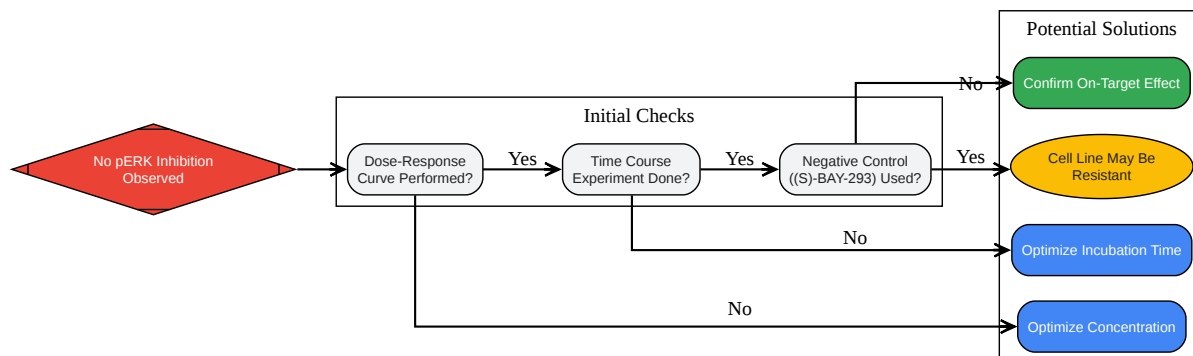 Potential Solutions
No
Confirm On-Target Effect
Initial Checks
No pERK Inhibition
Observed
Dose-Response
Curve Performed?
Yes
Time Course
Experiment Done?
Yes
Negative Control
((S)-BAY-293) Used?
Yes
Cell Line May Be
Resistant
No
Optimize Incubation Time
No
Optimize Concentration